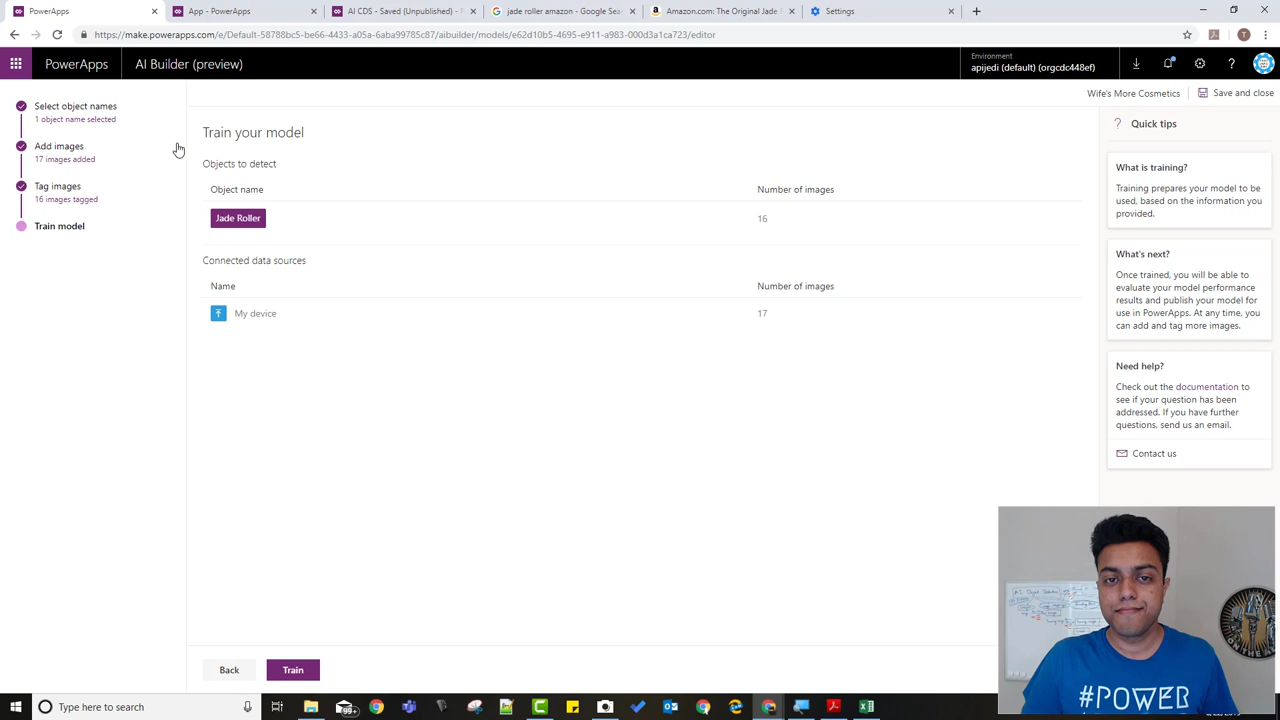 PowerApps
App - PowerApps
AI CDS - Saved (Unpublished) - P
jade roller amazon - Google Sea
Amazon.com: The Original Jade
Settings
https://make.powerapps.com/e/Default-58788bc5-be66-4433-a05a-6aba99785c87/aibuilder/models/e62d10b5-4695-e911-a983-000d3a1ca723/editor
T
PowerApps
AI Builder (preview)
Environment
apijedi (default) (orgcdc448ef)
?
Wife's More Cosmetics
Save and close
Select object names
1 object name selected
Add images
17 images added
Tag images
16 images tagged
Train model
Train your model
Objects to detect
Object name
Number of images
Jade Roller
16
Connected data sources
Name
Number of images
My device
17
Back
Train
? Quick tips
What is training?
Training prepares your model to be
used, based on the information you
provided.
What's next?
Once trained, you will be able to
evaluate your model performance
results and publish your model for
use in PowerApps. At any time, you
can add and tag more images.
Need help?
Check out the documentation to
see if your question has been
addressed. If you have further
questions, send us an email.
Contact us
#POWER
Type here to search
99+